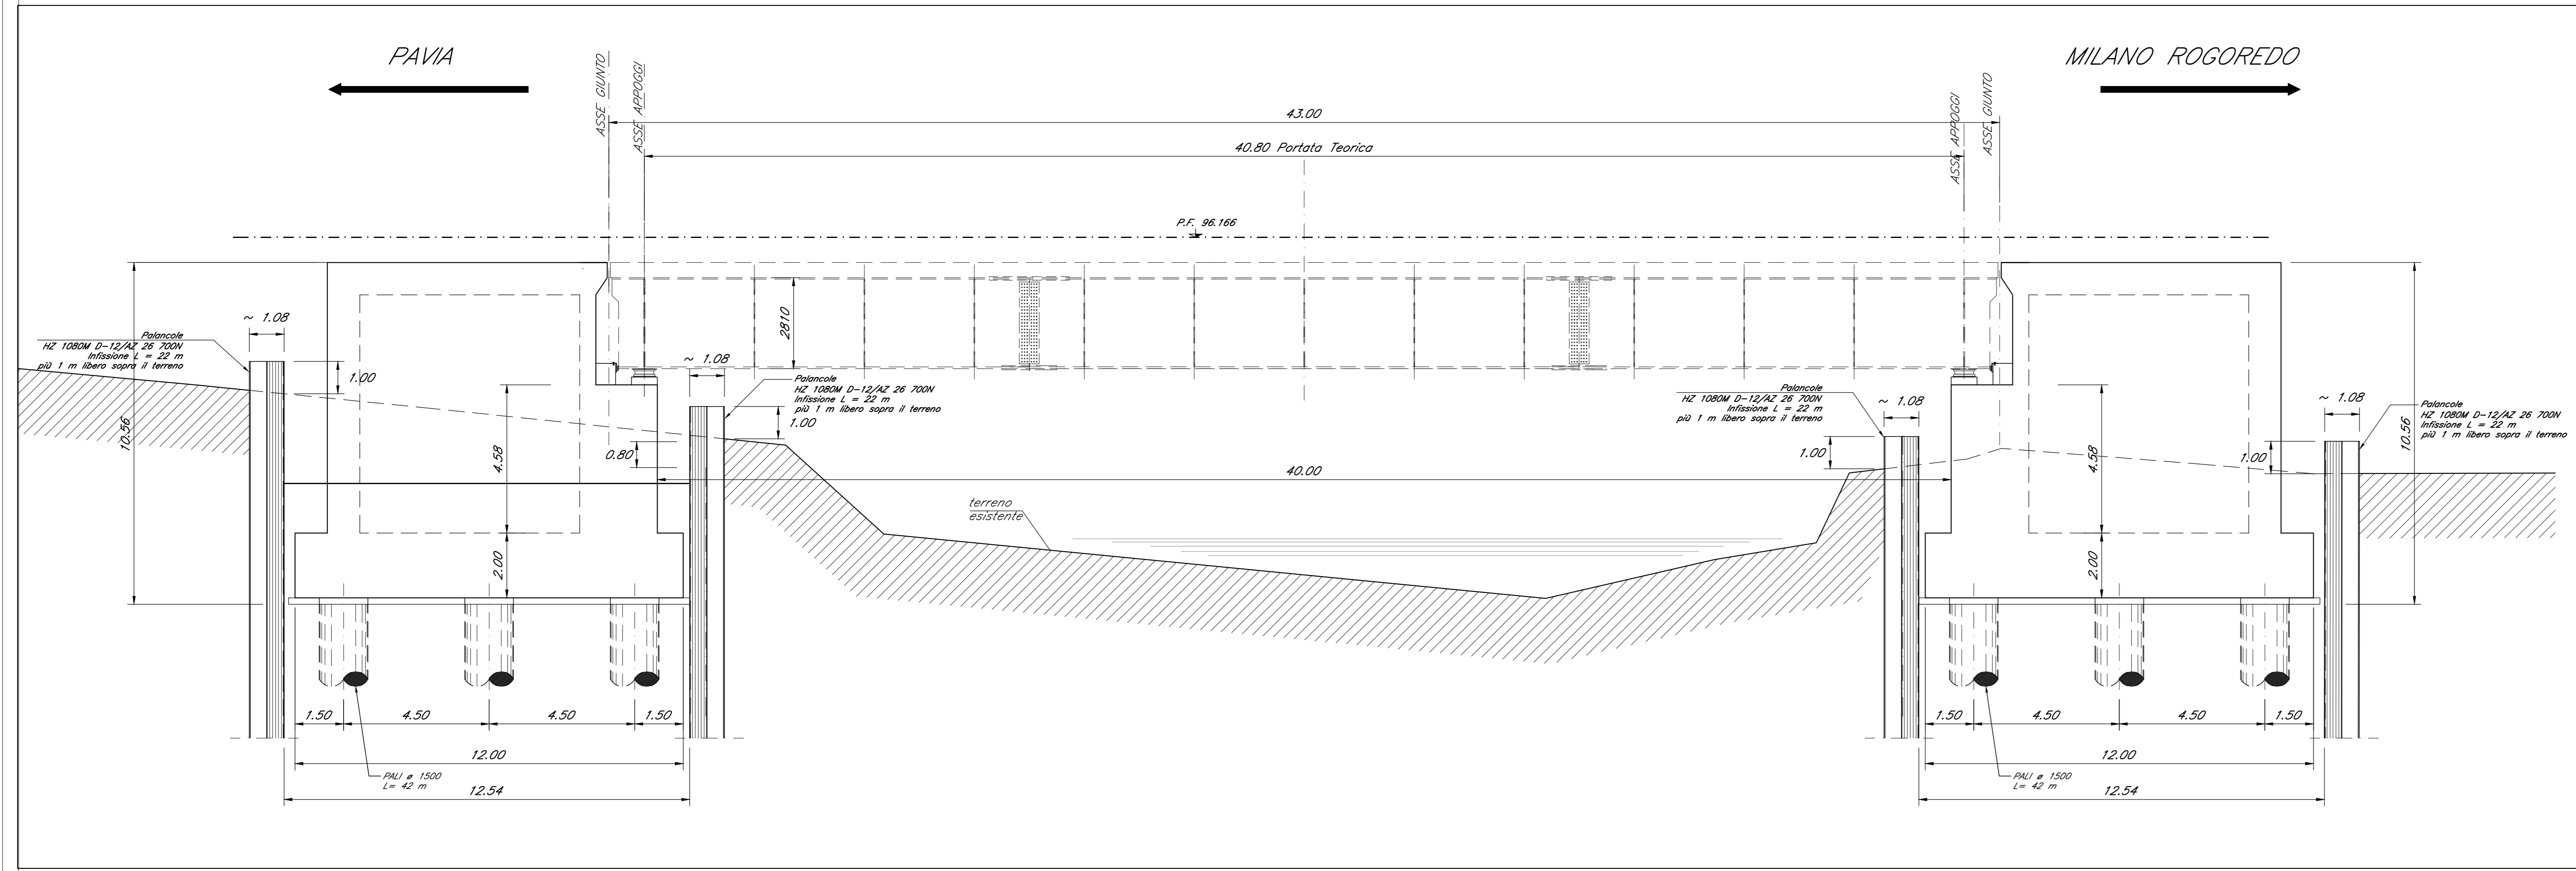 PAVIA
MILANO ROGOREDO
ASSE GIUNTO
ASSE APPOGGI
ASSE APPOGGI
ASSE GIUNTO
43.00
40.80 Portata Teorica
P.F. 96.166
~ 1.08
Palancole
HZ 1080M D-12/AZ 26 700N
Infissione L = 22 m
più 1 m libero sopra il terreno
1.00
10.56
2810
~ 1.08
Palancole
HZ 1080M D-12/AZ 26 700N
Infissione L = 22 m
più 1 m libero sopra il terreno
1.00
4.58
0.80
40.00
Palancole
HZ 1080M D-12/AZ 26 700N
Infissione L = 22 m
più 1 m libero sopra il terreno
~ 1.08
1.00
4.58
~ 1.08
Palancole
HZ 1080M D-12/AZ 26 700N
Infissione L = 22 m
più 1 m libero sopra il terreno
1.00
10.56
terreno
esistente
2.00
2.00
1.50
4.50
4.50
1.50
12.00
PALI ø 1500
L= 42 m
12.54
1.50
4.50
4.50
1.50
12.00
PALI ø 1500
L= 42 m
12.54